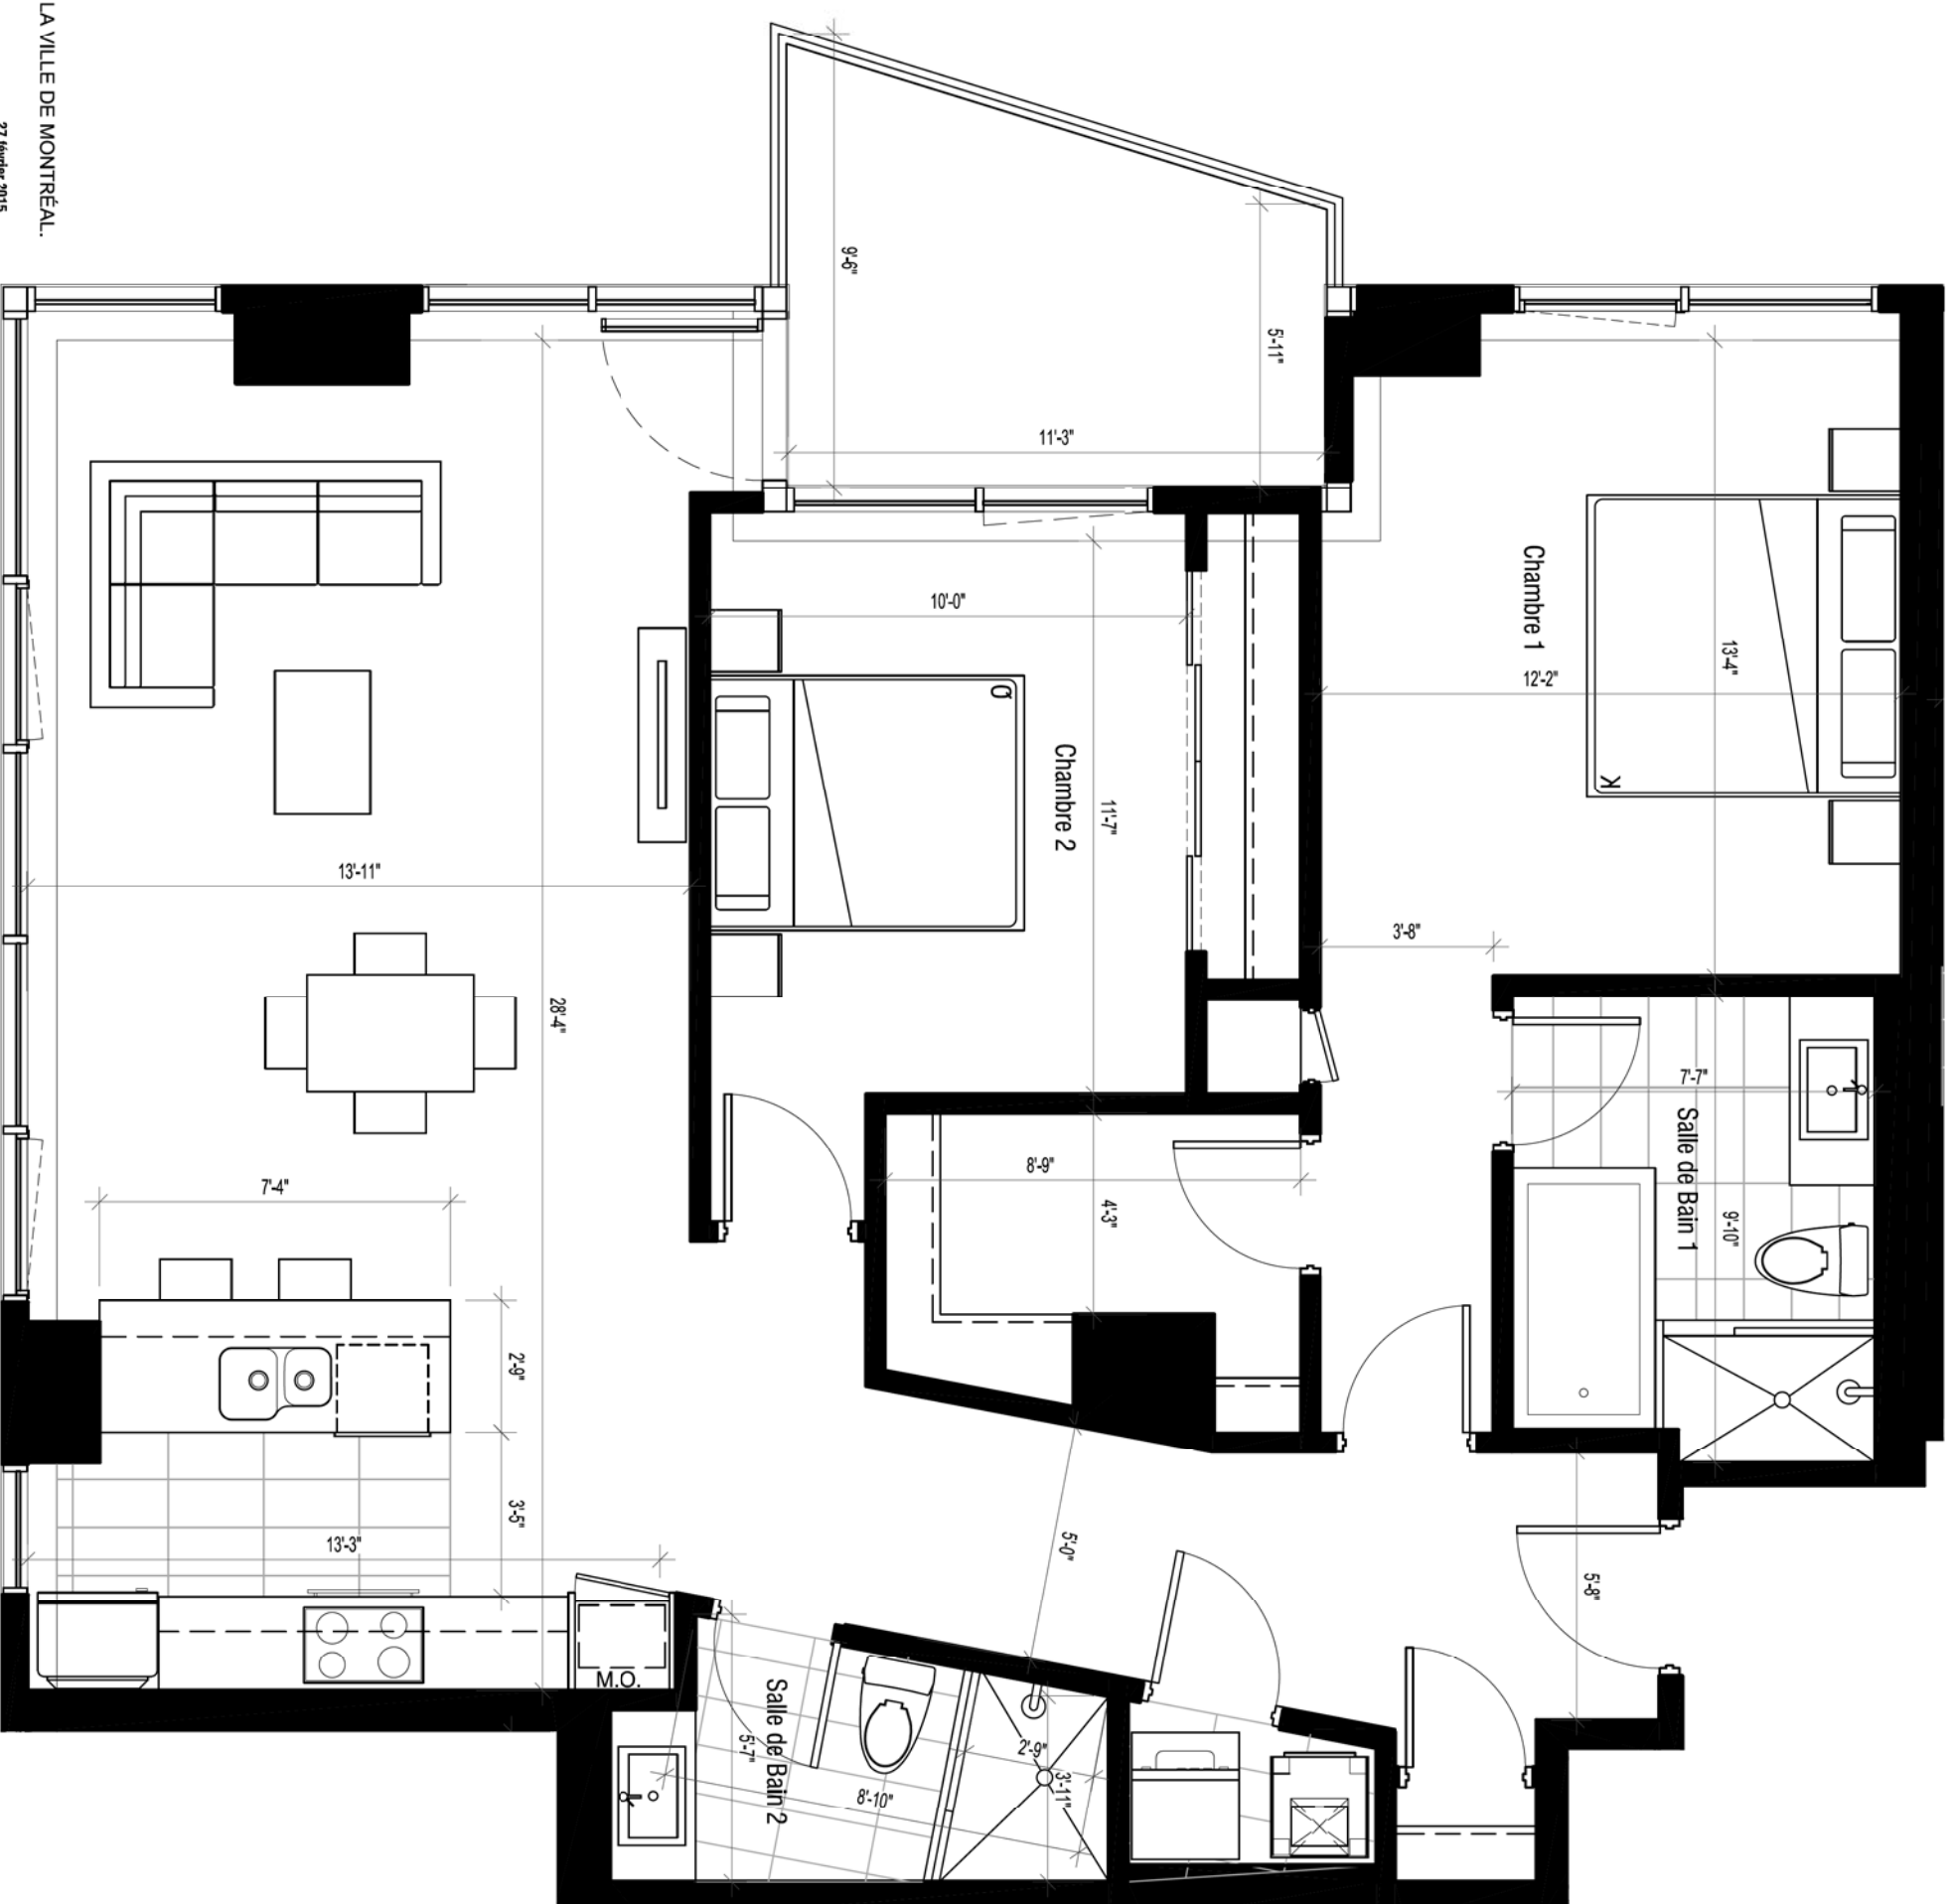 LA VILLE DE MONTRÉAL.
27 février 2015
9'-6"
5'-11"
11'-3"
10'-0"
Chambre 1
13'-4"
12'-2"
Q
K
Chambre 2
11'-7"
13'-11"
3'-8"
28'-4"
7'-7"
Salle de Bain 1
9'-10"
8'-9"
4'-3"
7'-4"
2'-9"
3'-5"
13'-3"
5'-0"
5'-8"
M.O.
Salle de Bain 2
5'-7"
2'-9"
3'-11"
8'-10"